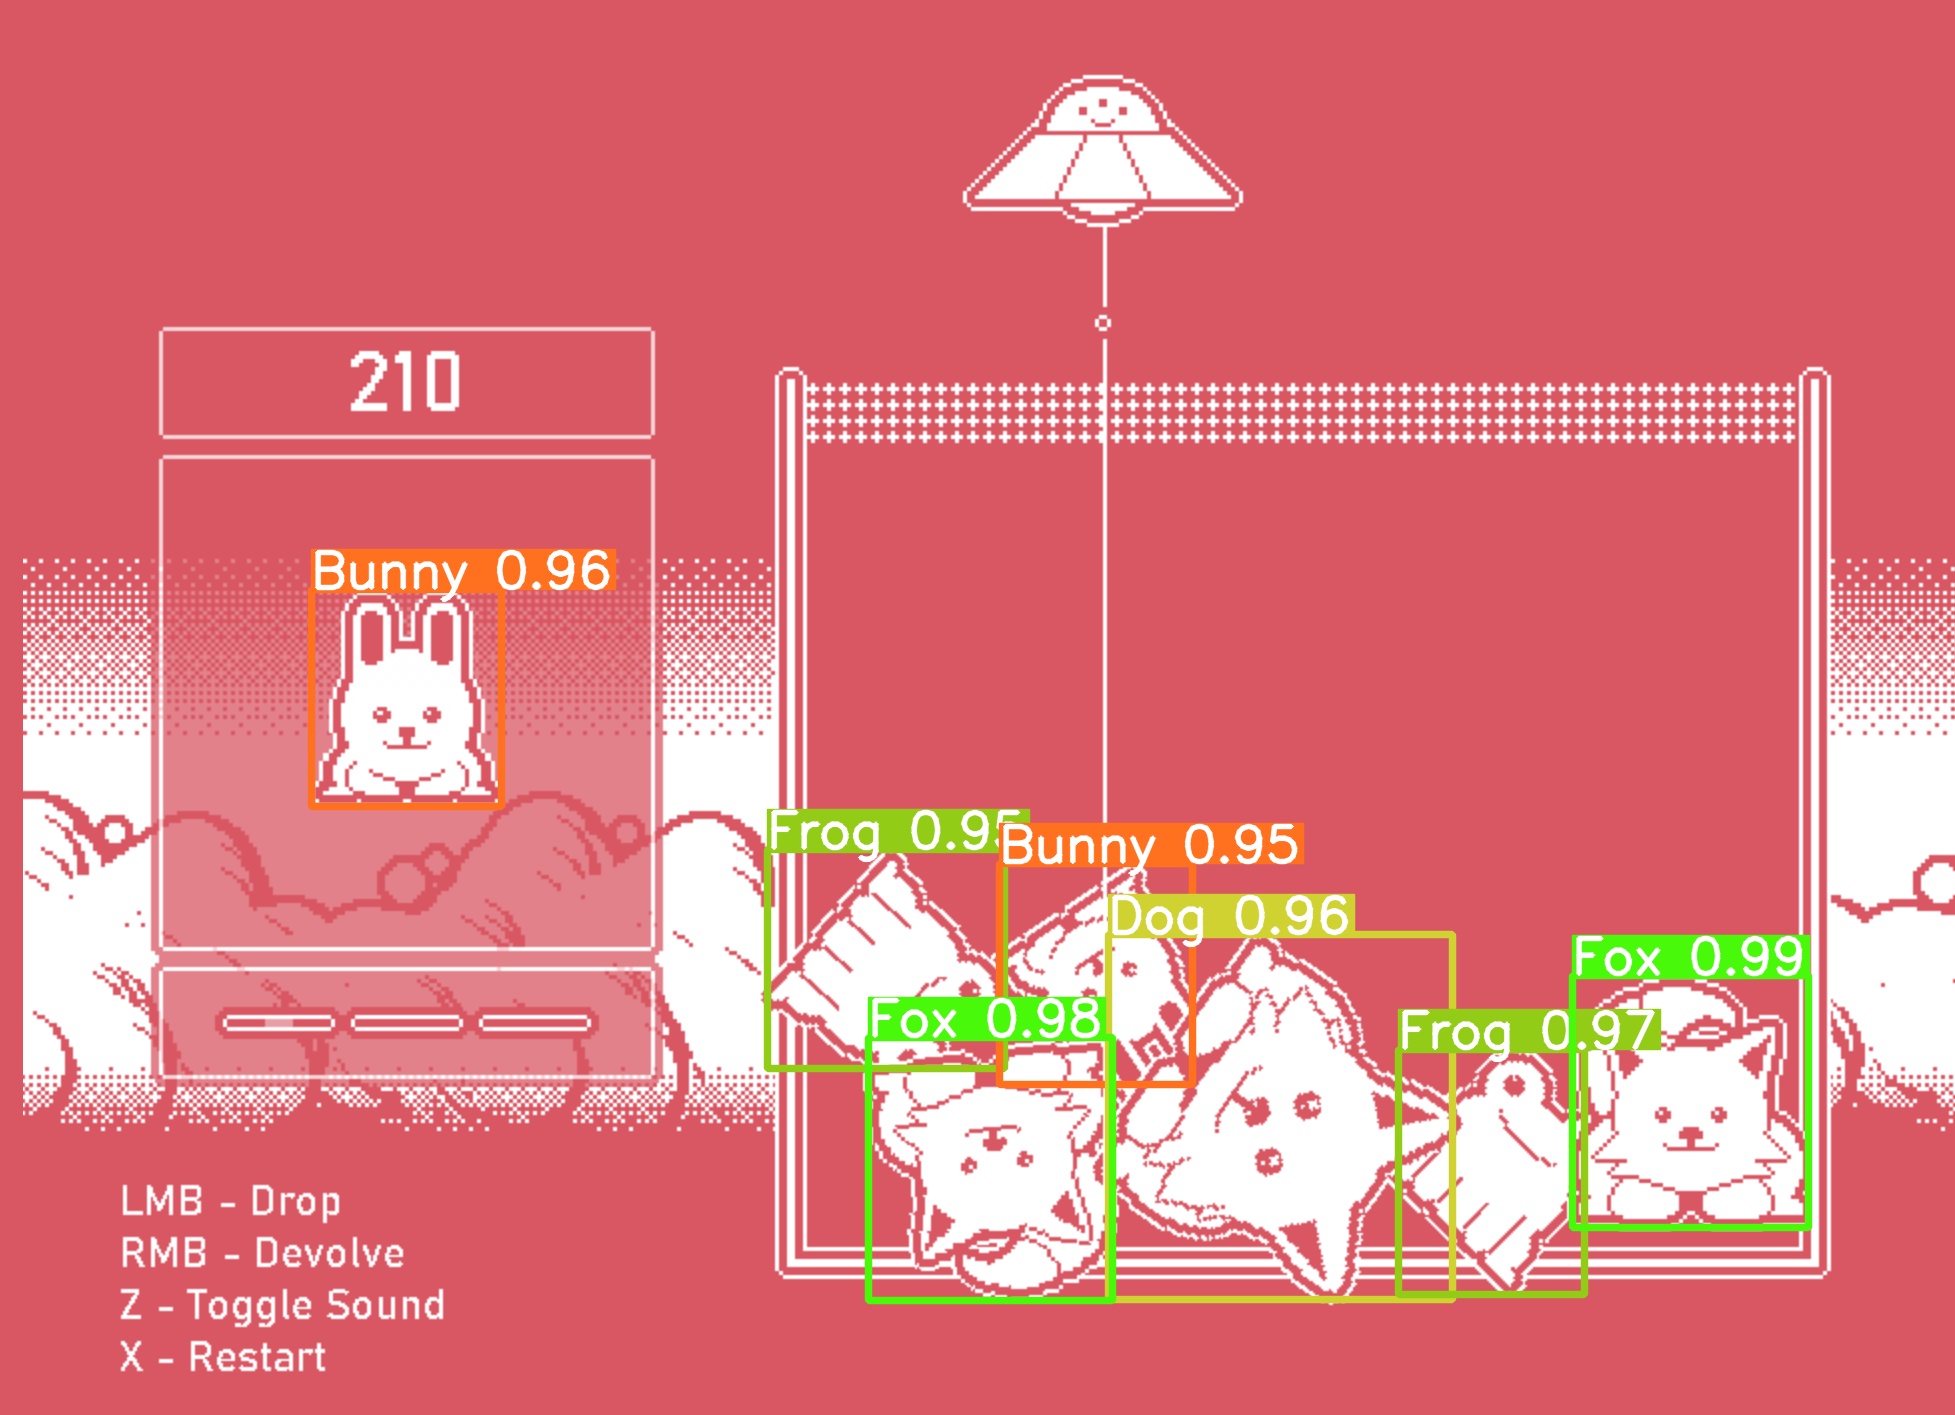 210
Bunny 0.96
Frog 0.95
Bunny 0.95
Dog 0.96
Fox 0.99
Fox 0.98
Frog 0.97
LMB - Drop
RMB - Devolve
Z - Toggle Sound
X - Restart